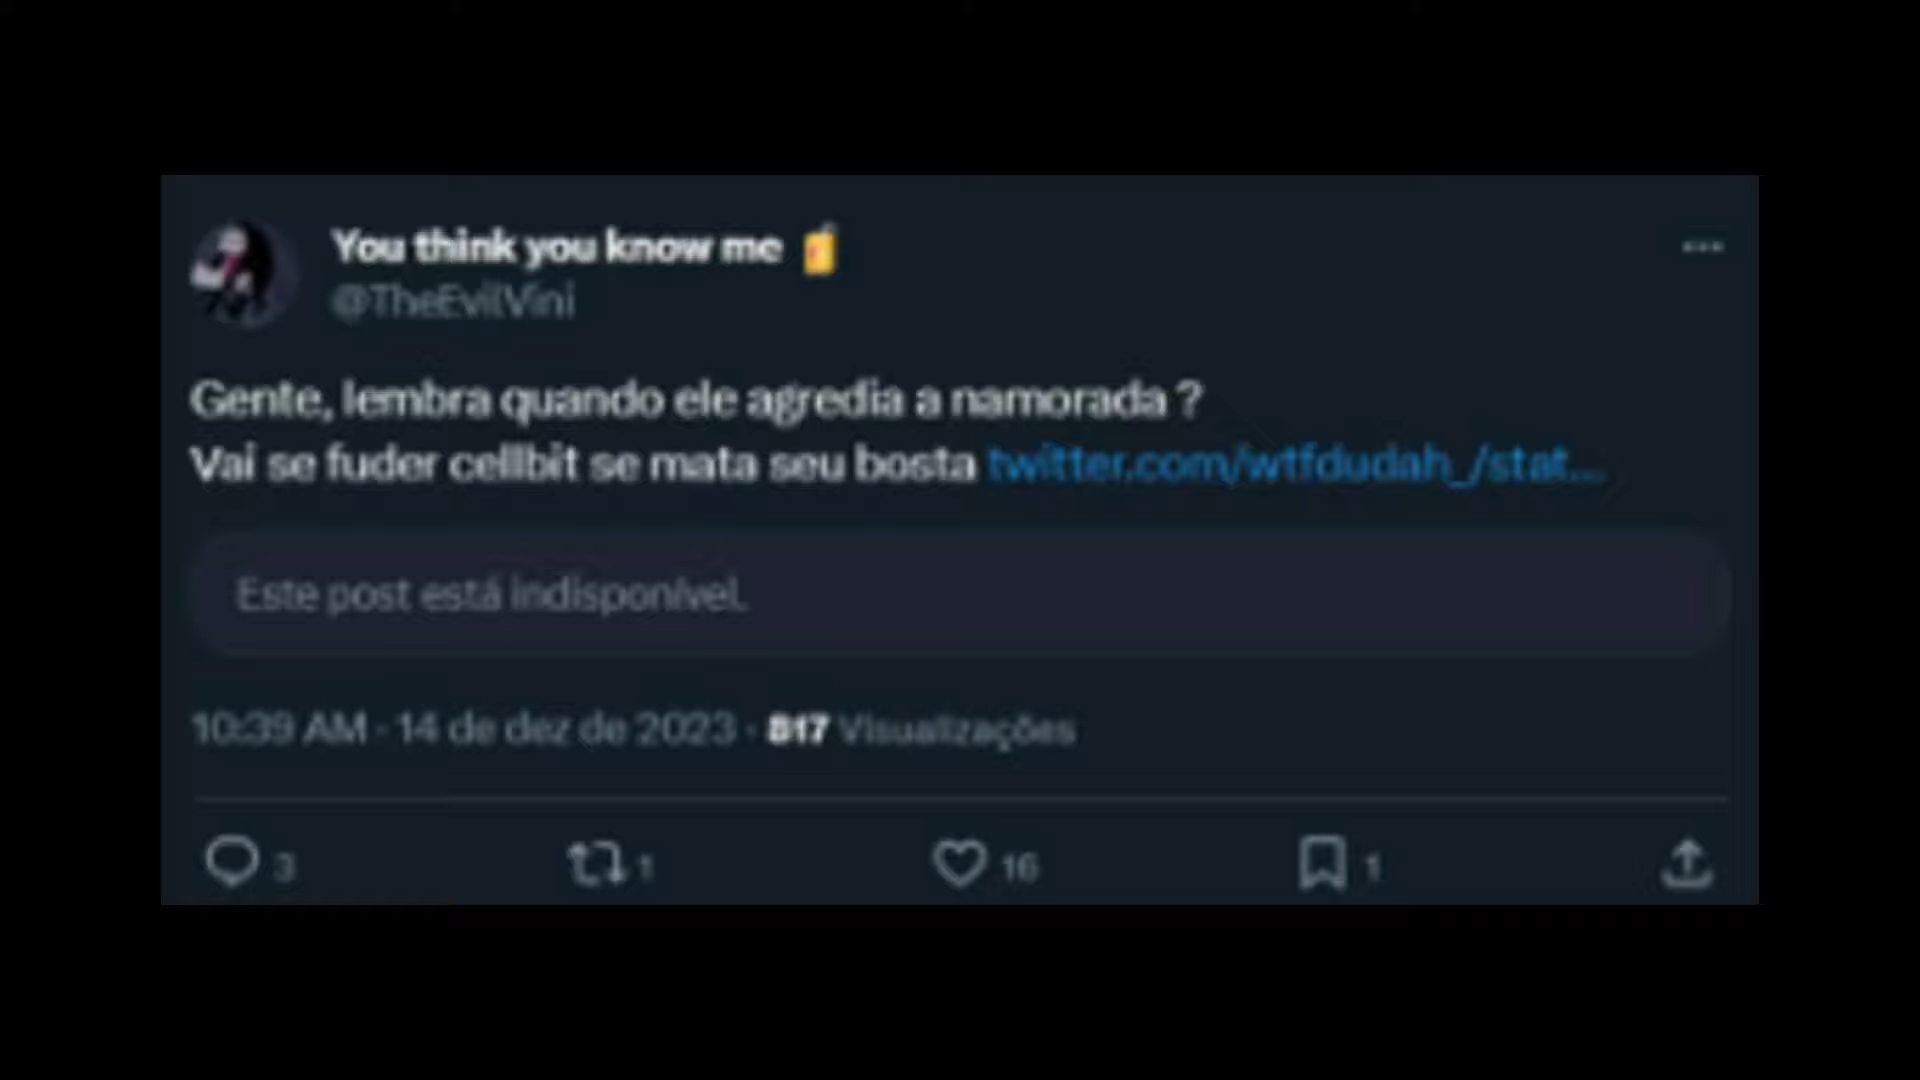 You think you know me
@TheEvilVini
Gente, lembra quando ele agredia a namorada ?
Vai se fuder cellbit se mata seu bosta twitter.com/wtfdudah_/stat...
Este post está indisponível.
10:39 AM · 14 de dez de 2023 · 817 Visualizações
3 1 16 1